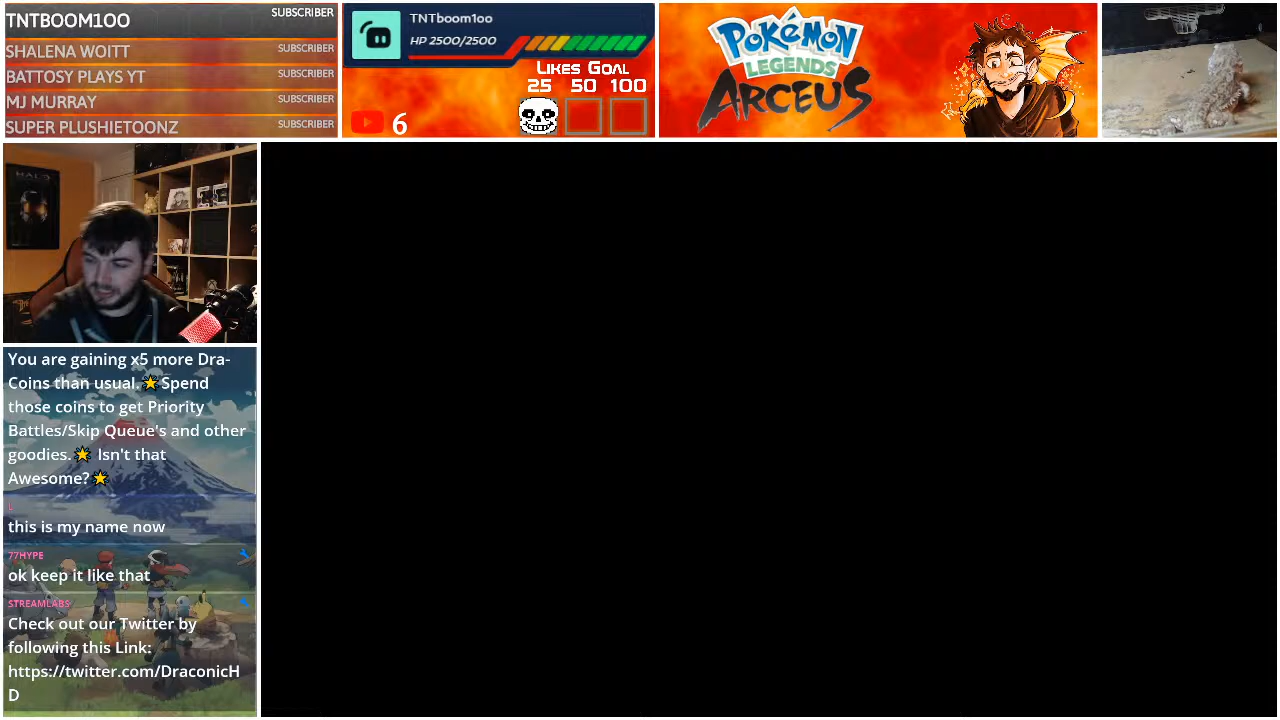 TNTBOOM1OO SUBSCRIBER
SHALENA WOITT SUBSCRIBER
BATTOSY PLAYS YT SUBSCRIBER
MJ MURRAY SUBSCRIBER
SUPER PLUSHIETOONZ SUBSCRIBER
TNTboom1oo
HP 2500/2500
LIKES GOAL
25 50 100
6
POKéMON
LEGENDS
ARCEUS
HALO
You are gaining x5 more Dra-
Coins than usual.🌟Spend
those coins to get Priority
Battles/Skip Queue's and other
goodies.🌟 Isn't that
Awesome?🌟
this is my name now
77HYPE
ok keep it like that
STREAMLABS
Check out our Twitter by
following this Link:
https://twitter.com/DraconicH
D